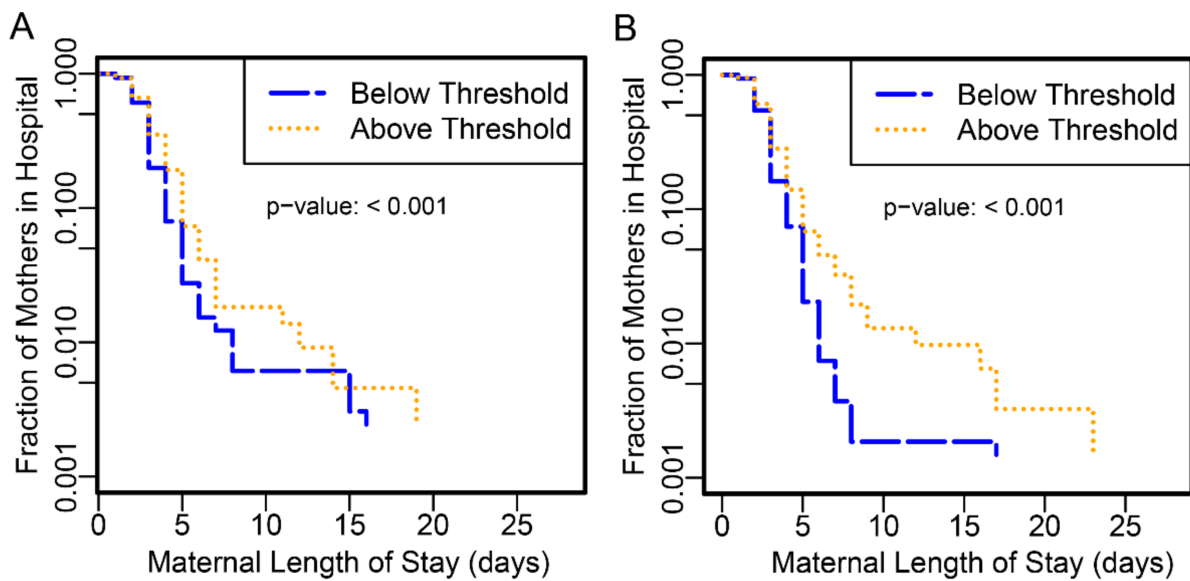 A
Fraction of Mothers in Hospital
1.000
0.100
0.010
0.001
Below Threshold
Above Threshold
p-value: < 0.001
0 5 10 15 20 25
Maternal Length of Stay (days)
B
Fraction of Mothers in Hospital
1.000
0.100
0.010
0.001
Below Threshold
Above Threshold
p-value: < 0.001
0 5 10 15 20 25
Maternal Length of Stay (days)